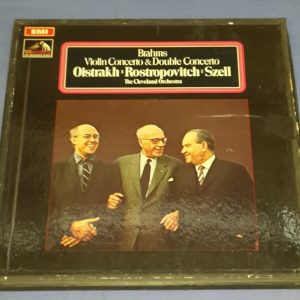 EMI
Brahms
Violin Concerto & Double Concerto
Oistrakh · Rostropovitch · Szell
The Cleveland Orchestra